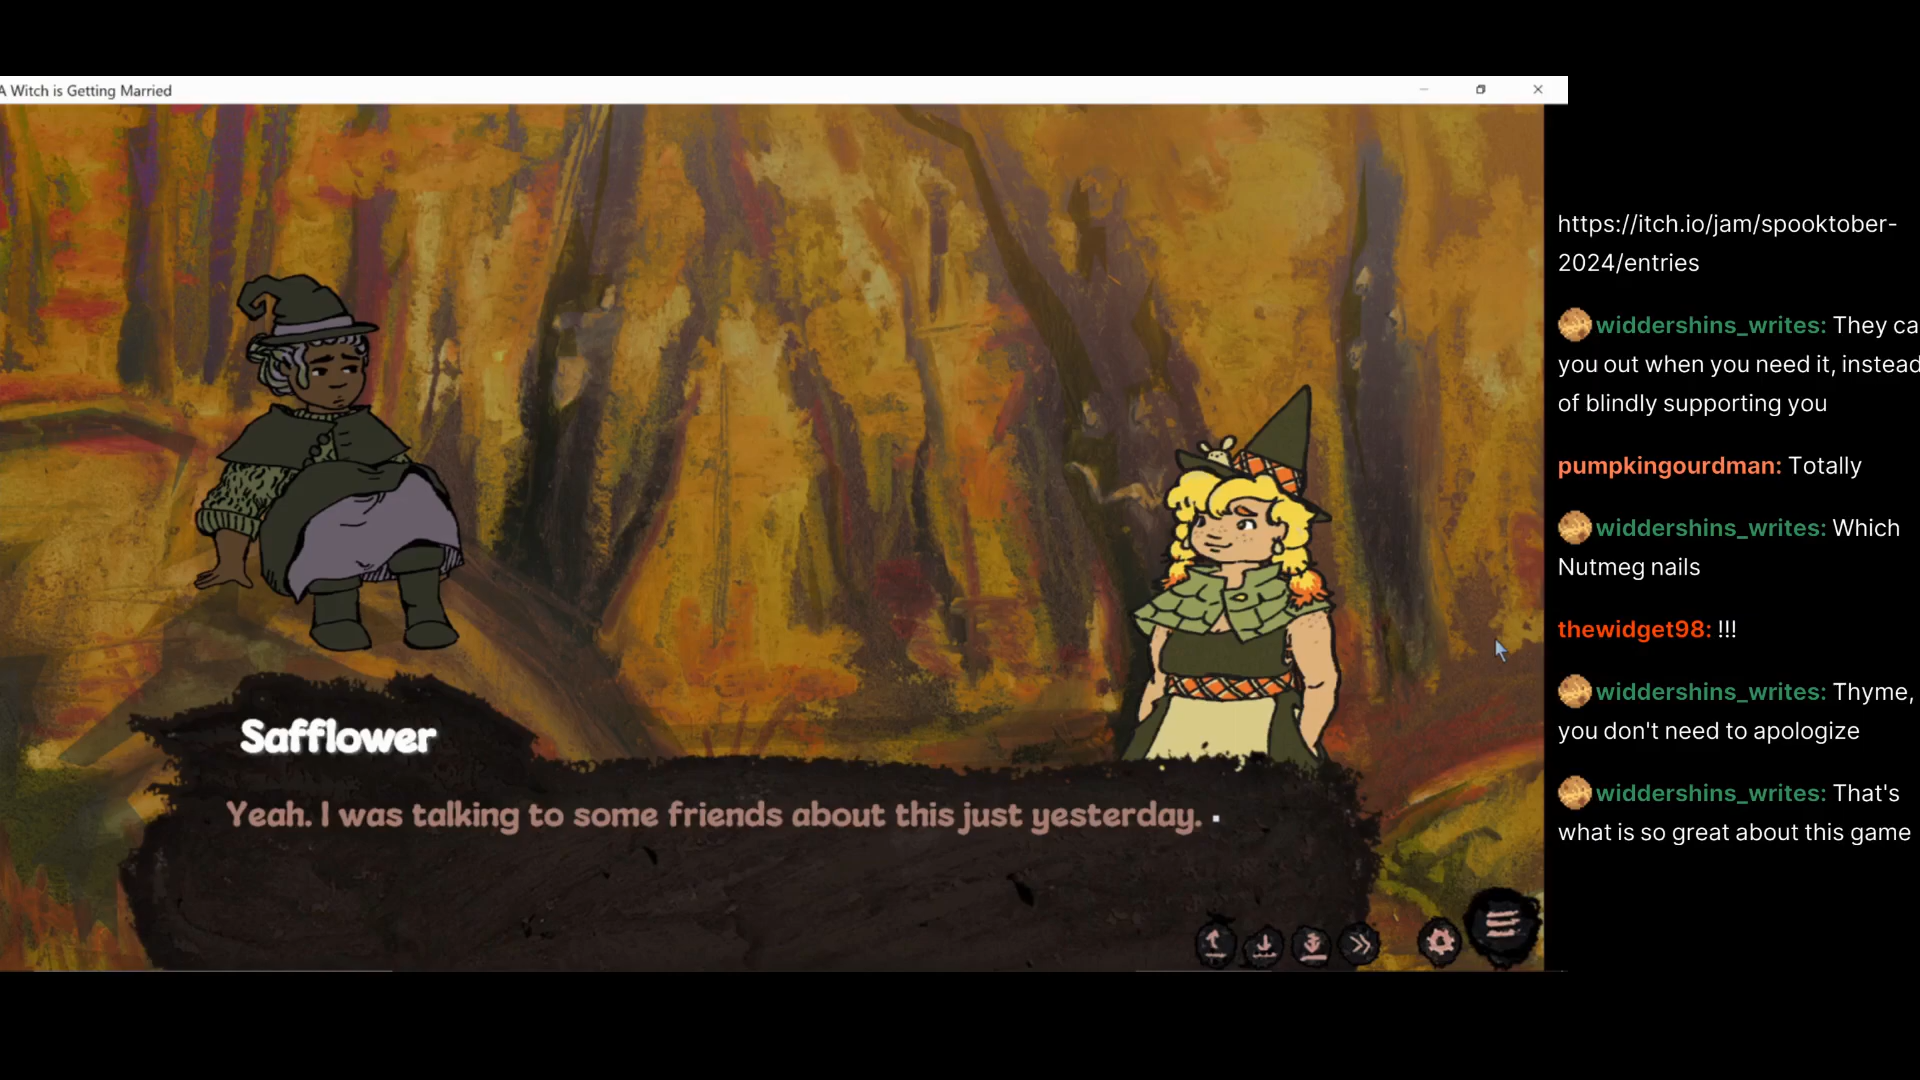 A Witch is Getting Married
https://itch.io/jam/spooktober-
2024/entries
widdershins_writes: They ca
you out when you need it, instead
of blindly supporting you
pumpkingourdman: Totally
widdershins_writes: Which
Nutmeg nails
thewidget98: !!!
widdershins_writes: Thyme,
you don't need to apologize
widdershins_writes: That's
what is so great about this game
Safflower
Yeah. I was talking to some friends about this just yesterday.